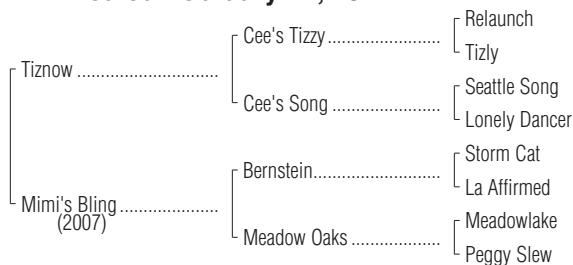 Relaunch
Cee's Tizzy
Tizly
Tiznow
Seattle Song
Cee's Song
Lonely Dancer
Storm Cat
Bernstein
La Affirmed
Mimi's Bling
(2007)
Meadowlake
Meadow Oaks
Peggy Slew